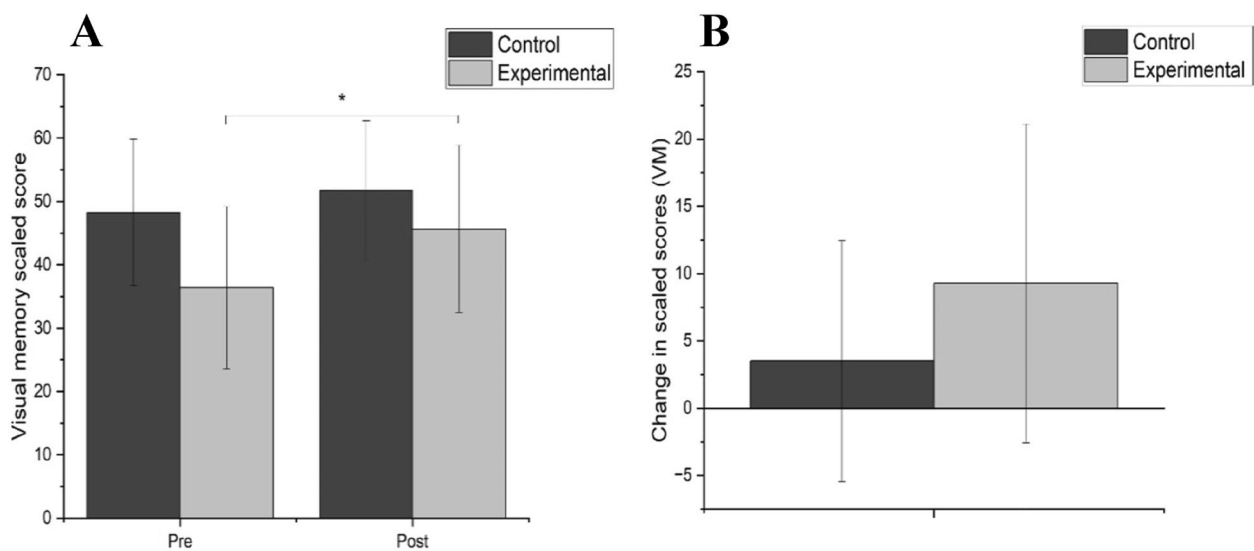 A
Control
Experimental
70
60
50
40
30
20
10
0
Visual memory scaled score
*
Pre
Post
B
Control
Experimental
25
20
15
10
5
0
−5
Change in scaled scores (VM)